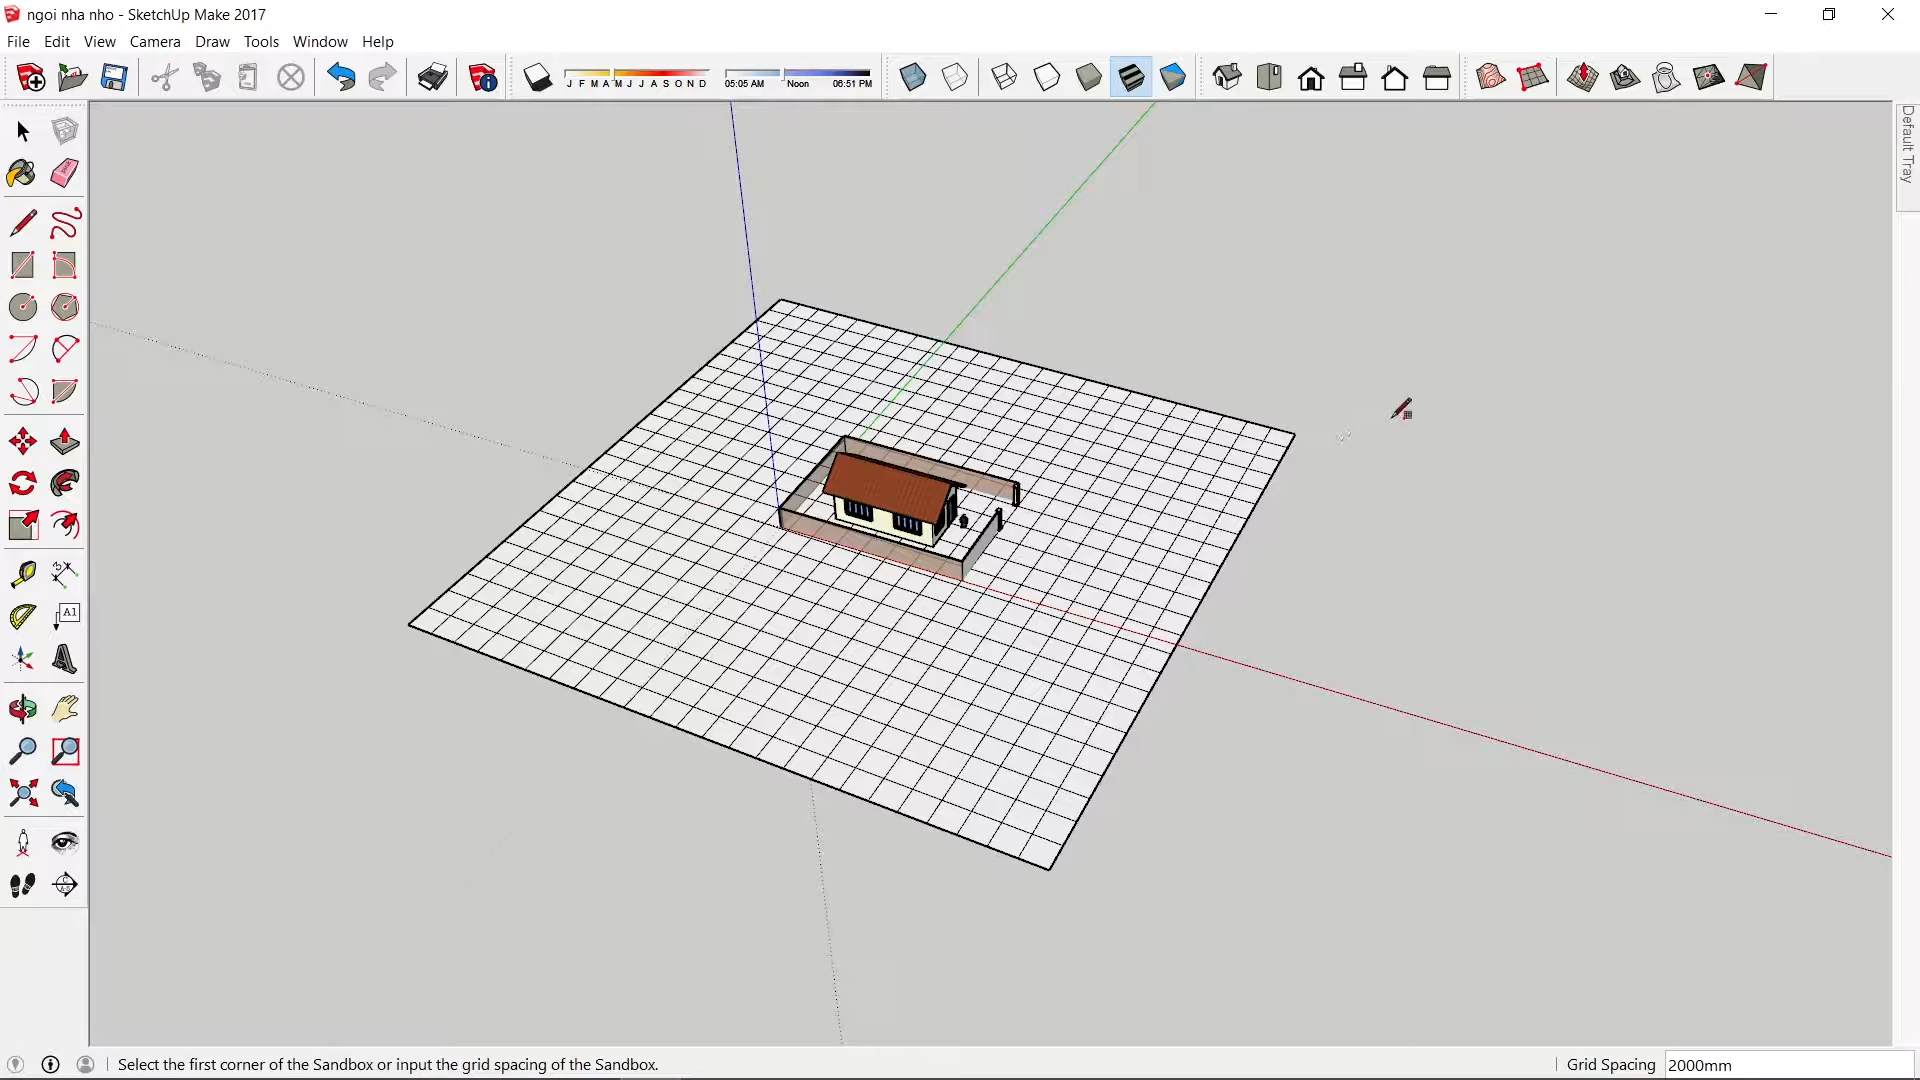 ngoi nha nho - SketchUp Make 2017
File Edit View Camera Draw Tools Window Help
J F M A M J J A S O N D
05:05 AM Noon 06:51 PM
Default Tray
A1
Select the first corner of the Sandbox or input the grid spacing of the Sandbox.
Grid Spacing 2000mm